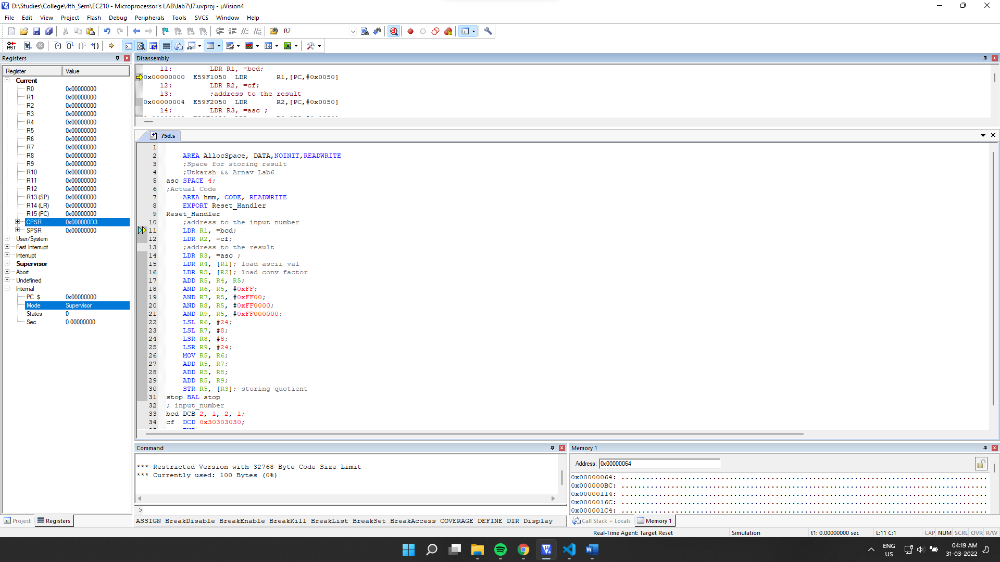 D:\Studies\College\4th_Sem\EC210 - Microprocessor's LAB\lab7\l7.uvproj - µVision4
File Edit View Project Flash Debug Peripherals Tools SVCS Window Help
R7
RST
Registers
Register Value
Current
R0 0x00000000
R1 0x00000000
R2 0x00000000
R3 0x00000000
R4 0x00000000
R5 0x00000000
R6 0x00000000
R7 0x00000000
R8 0x00000000
R9 0x00000000
R10 0x00000000
R11 0x00000000
R12 0x00000000
R13 (SP) 0x00000000
R14 (LR) 0x00000000
R15 (PC) 0x00000000
CPSR 0x000000D3
SPSR 0x00000000
User/System
Fast Interrupt
Interrupt
Supervisor
Abort
Undefined
Internal
PC $ 0x00000000
Mode Supervisor
States 0
Sec 0.00000000
Project Registers
Disassembly
11: LDR R1, =bcd;
0x00000000 E59F1050 LDR R1,[PC,#0x0050]
12: LDR R2, =cf;
13: ;address to the result
0x00000004 E59F2050 LDR R2,[PC,#0x0050]
14: LDR R3, =asc ;
75d.s
1
2 AREA AllocSpace, DATA,NOINIT,READWRITE
3 ;Space for storing result
4 ;Utkarsh && Arnav Lab6
5 asc SPACE 4;
6 ;Actual Code
7 AREA hmm, CODE, READWRITE
8 EXPORT Reset_Handler
9 Reset_Handler
10 ;address to the input number
11 LDR R1, =bcd;
12 LDR R2, =cf;
13 ;address to the result
14 LDR R3, =asc ;
15 LDR R4, [R1]; load ascii val
16 LDR R5, [R2]; load conv factor
17 ADD R5, R4, R5;
18 AND R6, R5, #0xFF;
19 AND R7, R5, #0xFF00;
20 AND R8, R5, #0xFF0000;
21 AND R9, R5, #0xFF000000;
22 LSL R6, #24;
23 LSL R7, #8;
24 LSR R8, #8;
25 LSR R9, #24;
26 MOV R5, R6;
27 ADD R5, R7;
28 ADD R5, R8;
29 ADD R5, R9;
30 STR R5, [R3]; storing quotient
31 stop BAL stop
32 ; input_number
33 bcd DCB 2, 1, 2, 1;
34 cf DCD 0x30303030;
Command
*** Restricted Version with 32768 Byte Code Size Limit
*** Currently used: 100 Bytes (0%)
>
ASSIGN BreakDisable BreakEnable BreakKill BreakList BreakSet BreakAccess COVERAGE DEFINE DIR Display
Memory 1
Address: 0x00000064
0x00000064: ........................................................................................
0x000000BC: ........................................................................................
0x00000114: ........................................................................................
0x0000016C: ........................................................................................
0x000001C4: ........................................................................................
Call Stack + Locals Memory 1
Real-Time Agent: Target Reset Simulation t1: 0.00000000 sec L:11 C:1 CAP NUM SCRL OVR R/W
ENG
US
04:19 AM
31-03-2022